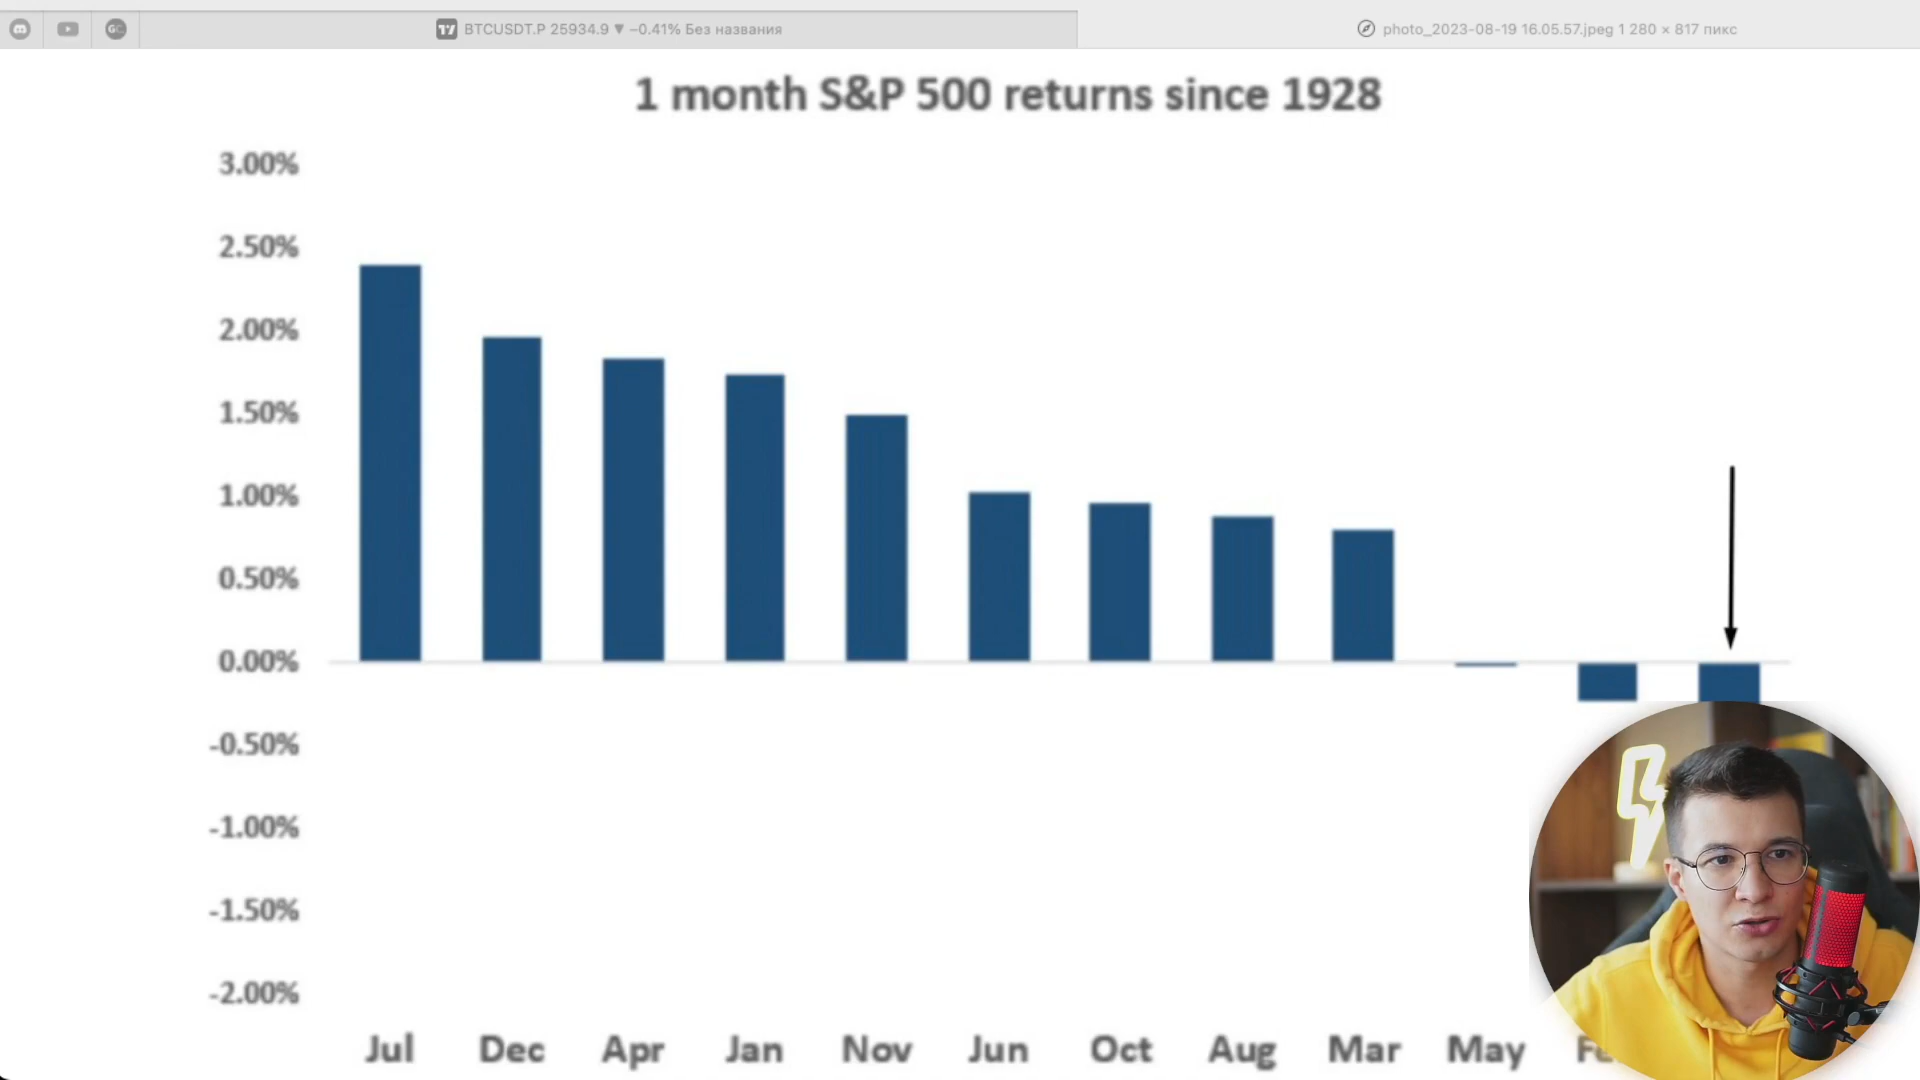 BTCUSDT.P 25934.9 ▼ −0.41% Без названия
photo_2023-08-19 16.05.57.jpeg 1 280 × 817 пикс
1 month S&P 500 returns since 1928
3.00%
2.50%
2.00%
1.50%
1.00%
0.50%
0.00%
-0.50%
-1.00%
-1.50%
-2.00%
Jul Dec Apr Jan Nov Jun Oct Aug Mar May